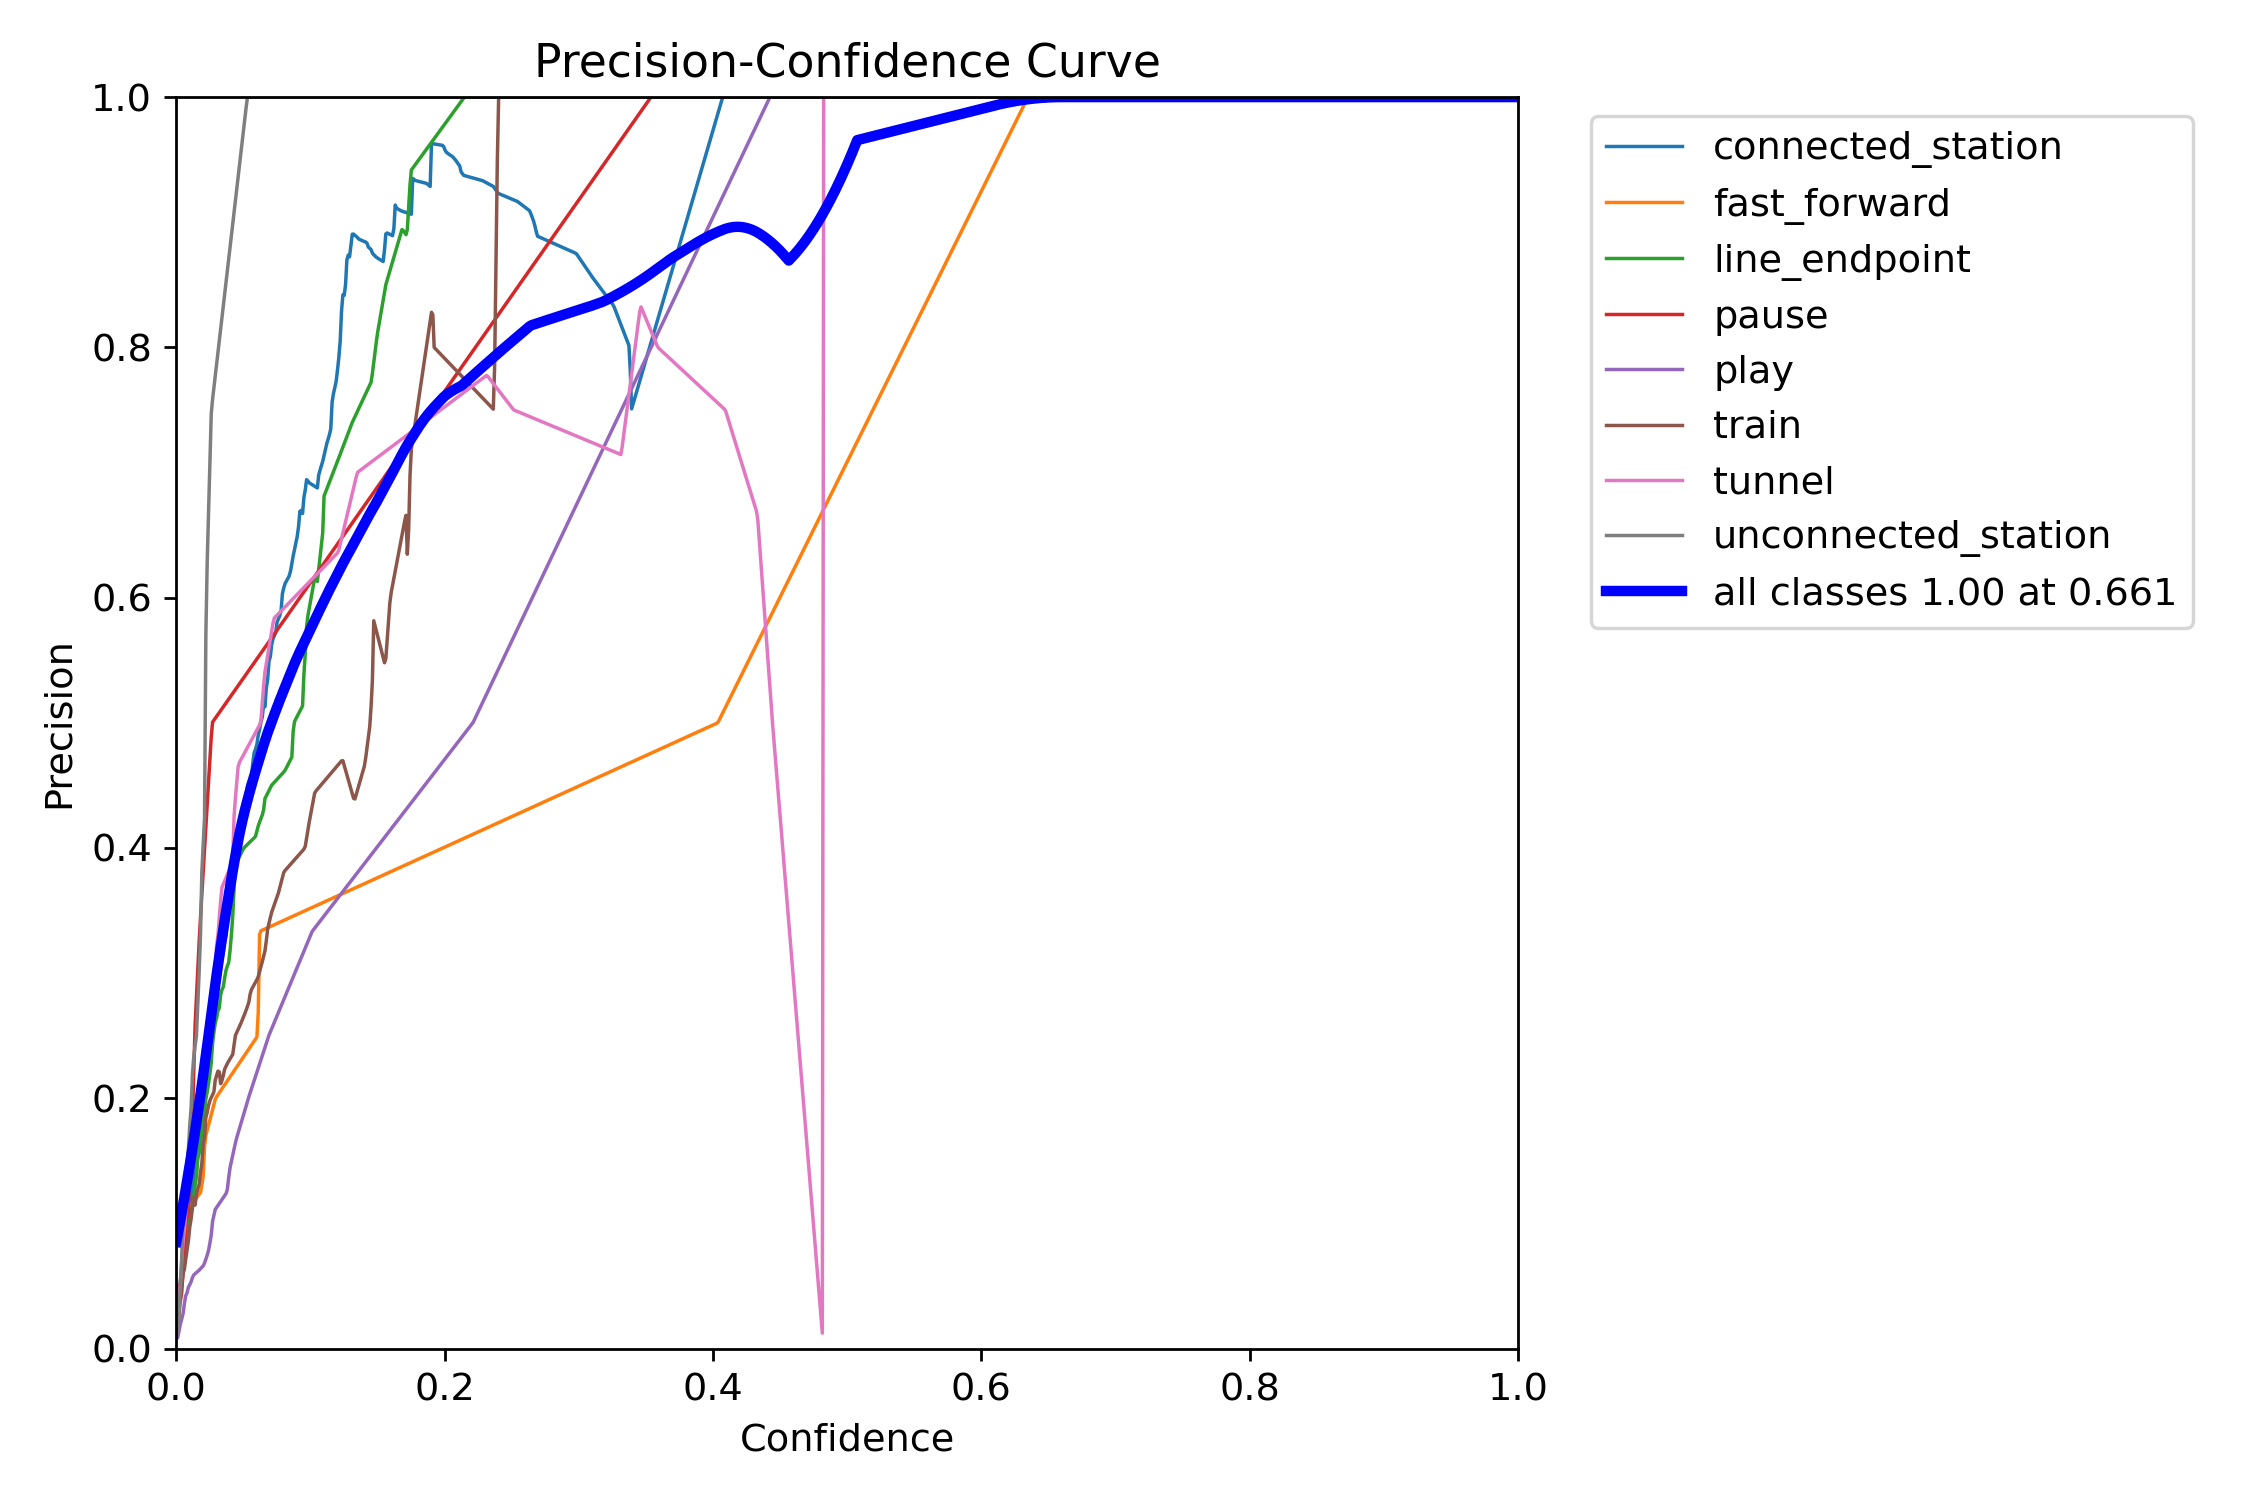 Precision-Confidence Curve
1.0
0.8
0.6
0.4
0.2
0.0
Precision
0.0 0.2 0.4 0.6 0.8 1.0
Confidence
connected_station
fast_forward
line_endpoint
pause
play
train
tunnel
unconnected_station
all classes 1.00 at 0.661